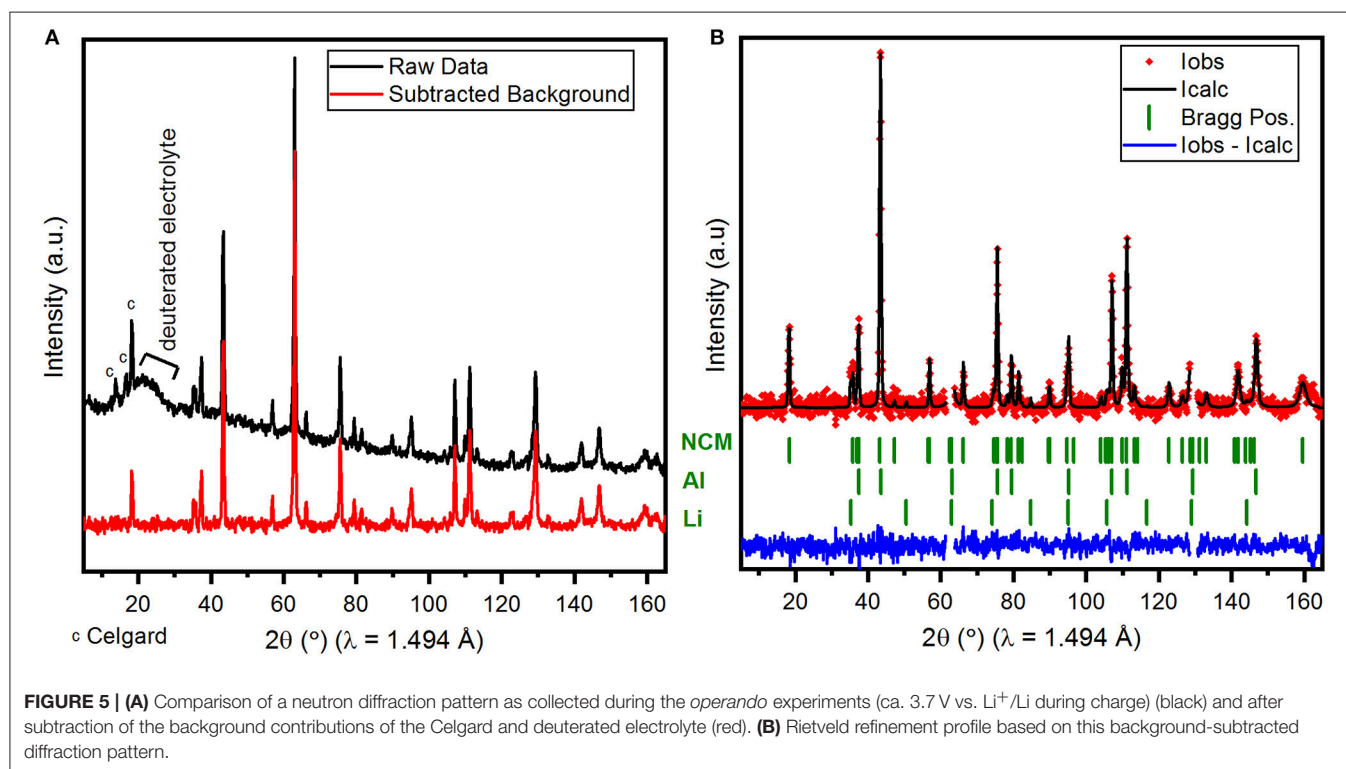 A
Raw Data
Subtracted Background
deuterated electrolyte
c
c
c
Intensity (a.u.)
20 40 60 80 100 120 140 160
c Celgard
2θ (°) (λ = 1.494 Å)
B
Iobs
Icalc
Bragg Pos.
Iobs - Icalc
Intensity (a.u)
NCM
Al
Li
20 40 60 80 100 120 140 160
2θ (°) (λ = 1.494 Å)
FIGURE 5 | (A) Comparison of a neutron diffraction pattern as collected during the operando experiments (ca. 3.7 V vs. Li⁺/Li during charge) (black) and after
subtraction of the background contributions of the Celgard and deuterated electrolyte (red). (B) Rietveld refinement profile based on this background-subtracted
diffraction pattern.